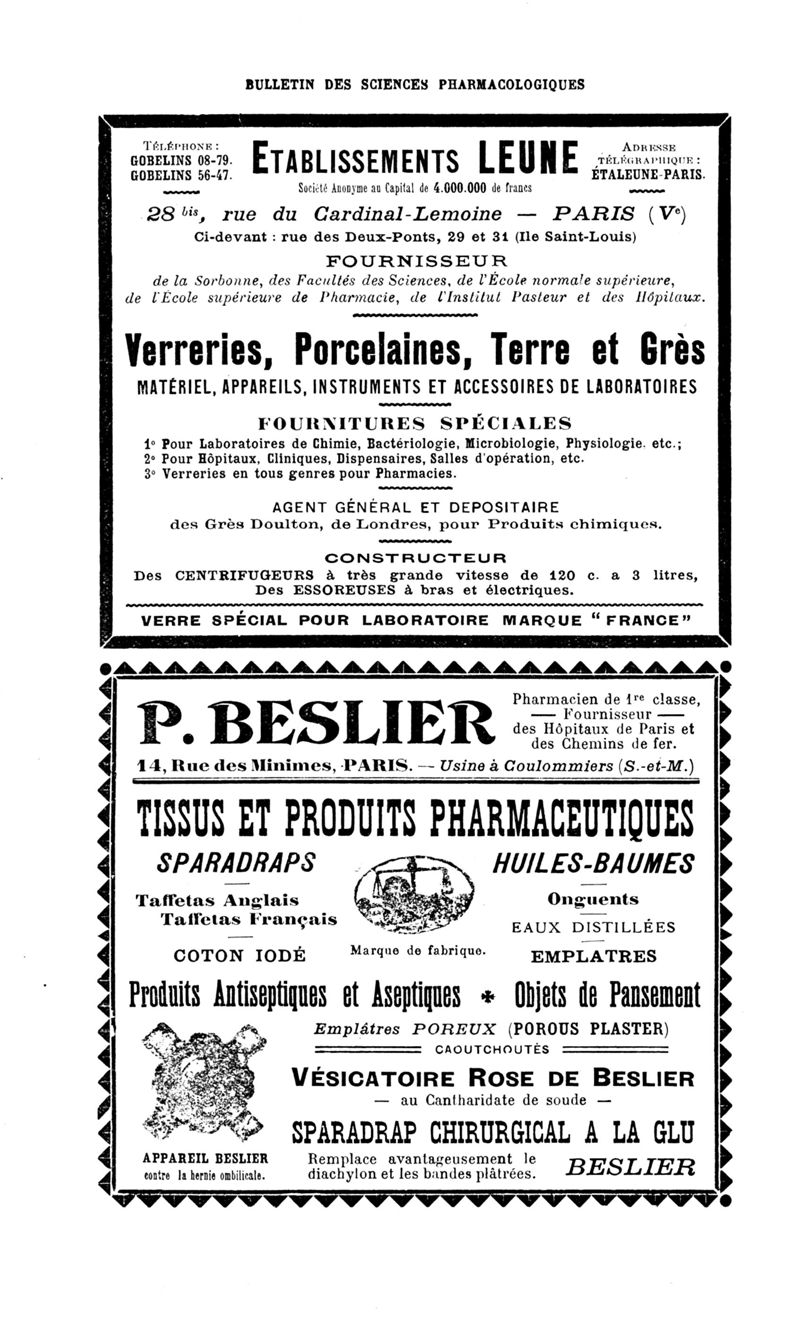 BULLETIN DES SCIENCES PHARMACOLOGIQUES
TÉLÉPHONE :
GOBELINS 08-79.
GOBELINS 56-47.
ETABLISSEMENTS LEUNE
Société Anonyme au Capital de 4.000.000 de francs
ADRESSE
TÉLÉGRAPHIQUE :
ÉTALEUNE-PARIS.
28 bis, rue du Cardinal-Lemoine — PARIS (Ve)
Ci-devant : rue des Deux-Ponts, 29 et 31 (Ile Saint-Louis)
FOURNISSEUR
de la Sorbonne, des Facultés des Sciences, de l'École normale supérieure,
de l'École supérieure de Pharmacie, de l'Institut Pasteur et des Hôpitaux.
Verreries, Porcelaines, Terre et Grès
MATÉRIEL, APPAREILS, INSTRUMENTS ET ACCESSOIRES DE LABORATOIRES
FOURNITURES SPÉCIALES
1° Pour Laboratoires de Chimie, Bactériologie, Microbiologie, Physiologie. etc.;
2° Pour Hôpitaux, Cliniques, Dispensaires, Salles d'opération, etc.
3° Verreries en tous genres pour Pharmacies.
AGENT GÉNÉRAL ET DEPOSITAIRE
des Grès Doulton, de Londres, pour Produits chimiques.
CONSTRUCTEUR
Des CENTRIFUGEURS à très grande vitesse de 120 c. a 3 litres,
Des ESSOREUSES à bras et électriques.
VERRE SPÉCIAL POUR LABORATOIRE MARQUE “ FRANCE”
P. BESLIER
Pharmacien de 1re classe,
— Fournisseur —
des Hôpitaux de Paris et
des Chemins de fer.
14, Rue des Minimes, PARIS. — Usine à Coulommiers (S.-et-M.)
TISSUS ET PRODUITS PHARMACEUTIQUES
SPARADRAPS
Taffetas Anglais
Taffetas Français
COTON IODÉ
Marque de fabrique.
HUILES-BAUMES
Onguents
EAUX DISTILLÉES
EMPLATRES
Produits Antiseptiques et Aseptiques ✦ Objets de Pansement
Emplâtres POREUX (POROUS PLASTER)
CAOUTCHOUTÉS
VÉSICATOIRE ROSE DE BESLIER
— au Cantharidate de soude —
SPARADRAP CHIRURGICAL A LA GLU
APPAREIL BESLIER
contre la hernie ombilicale.
Remplace avantageusement le
diachylon et les bandes plâtrées.
BESLIER